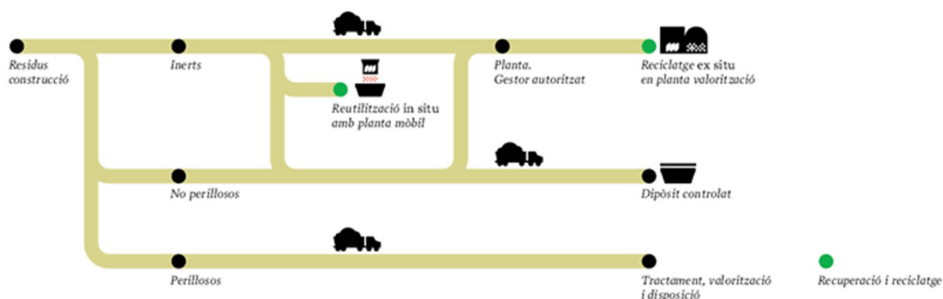 Residus
construcció
Inerts
Planta.
Gestor autoritzat
Reciclatge ex situ
en planta valorització
Reutilització in situ
amb planta mòbil
No perillosos
Dipòsit controlat
Perillosos
Tractament, valorització
i disposició
Recuperació i reciclatge